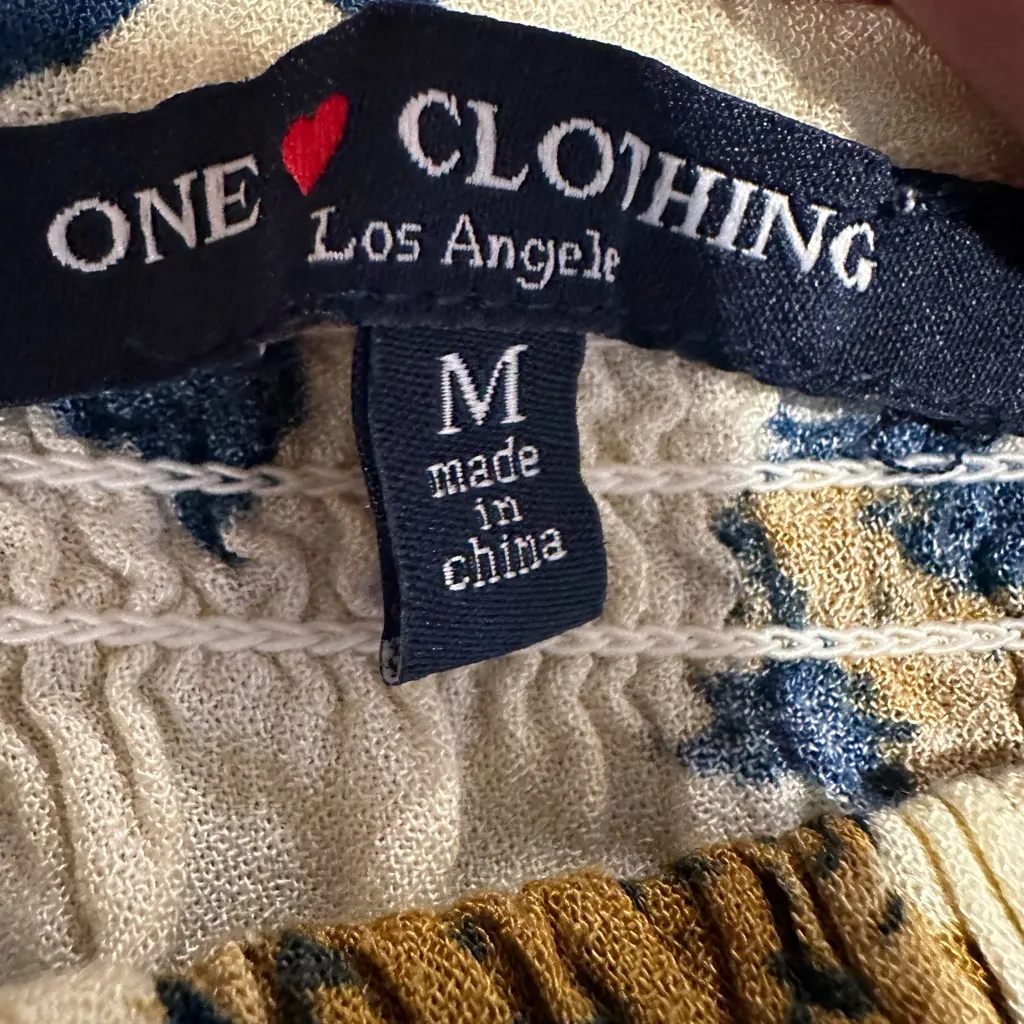 ONE ♥ CLOTHING
Los Angele
M
made
in
china